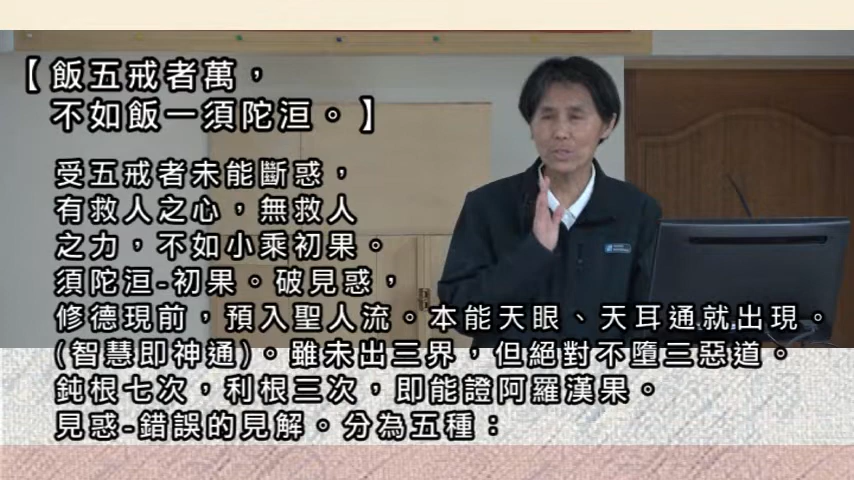 【飯五戒者萬，
不如飯一須陀洹。】
受五戒者未能斷惑，
有救人之心，無救人
之力，不如小乘初果。
須陀洹-初果。破見惑，
修德現前，預入聖人流。本能天眼、天耳通就出現。
(智慧即神通)。雖未出三界，但絕對不墮三惡道。
鈍根七次，利根三次，即能證阿羅漢果。
見惑-錯誤的見解。分為五種：